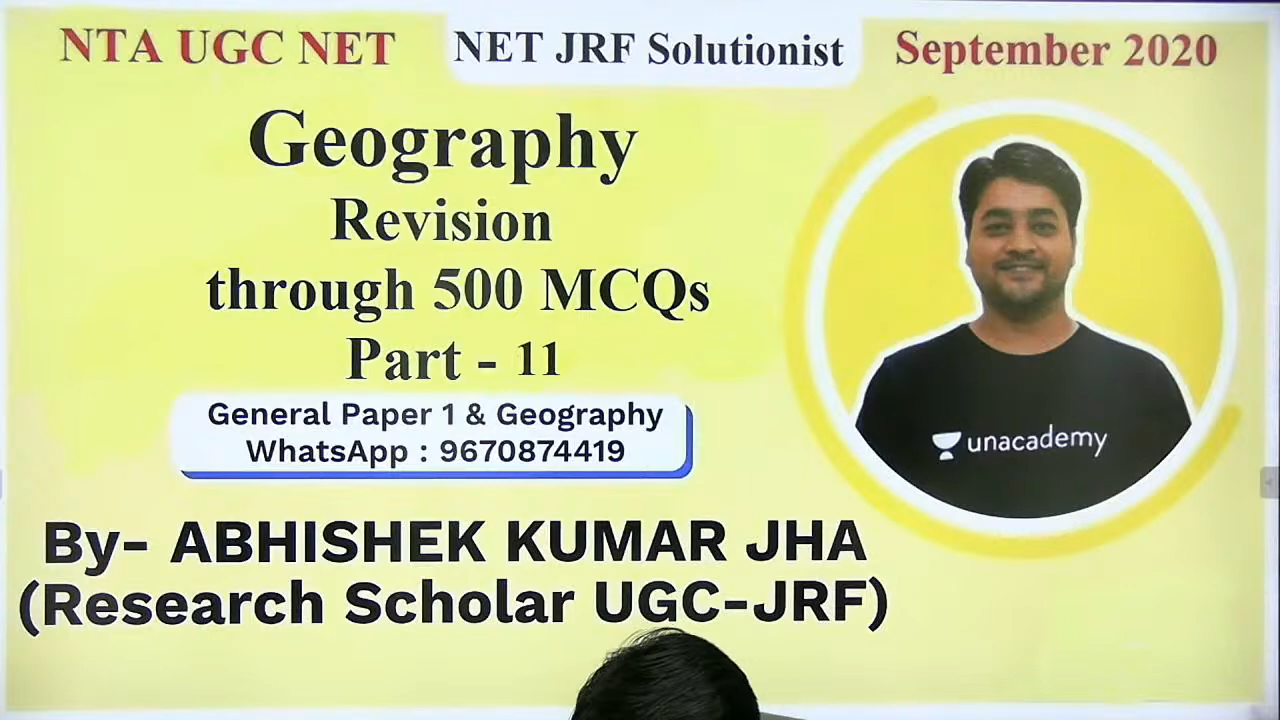 NTA UGC NET
NET JRF Solutionist
September 2020
Geography
Revision
through 500 MCQs
Part - 11
General Paper 1 & Geography
WhatsApp : 9670874419
unacademy
By- ABHISHEK KUMAR JHA
(Research Scholar UGC-JRF)